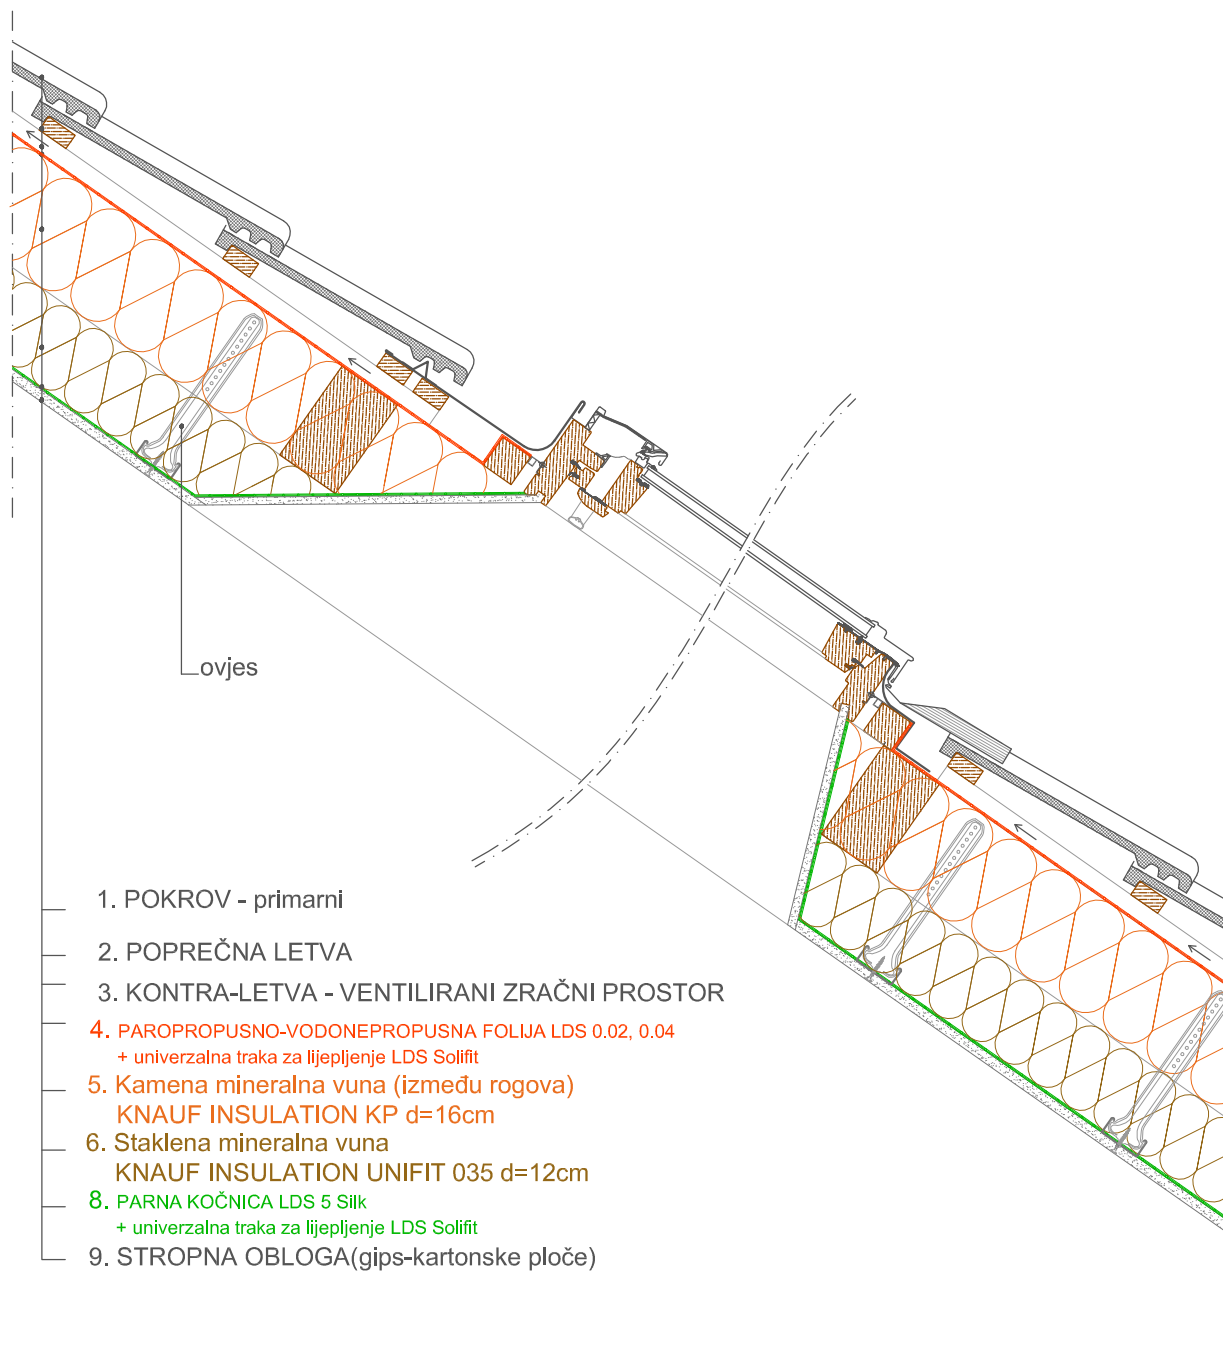 ovjes
1. POKROV - primarni
2. POPREČNA LETVA
3. KONTRA-LETVA - VENTILIRANI ZRAČNI PROSTOR
4. PAROPROPUSNO-VODONEPROPUSNA FOLIJA LDS 0.02, 0.04
+ univerzalna traka za lijepljenje LDS Solifit
5. Kamena mineralna vuna (između rogova)
KNAUF INSULATION KP d=16cm
6. Staklena mineralna vuna
KNAUF INSULATION UNIFIT 035 d=12cm
8. PARNA KOČNICA LDS 5 Silk
+ univerzalna traka za lijepljenje LDS Solifit
9. STROPNA OBLOGA(gips-kartonske ploče)